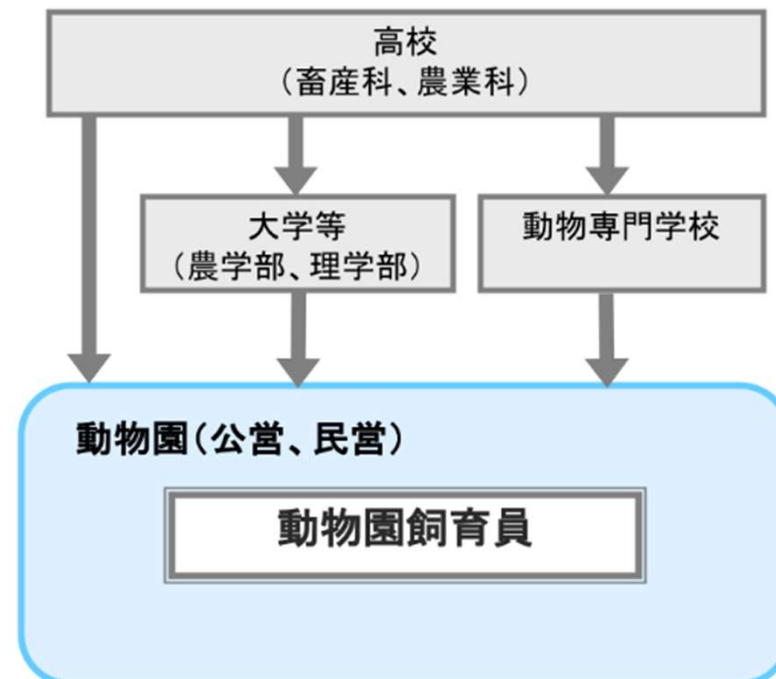 高校
（畜産科、農業科）
大学等
（農学部、理学部）
動物専門学校
動物園（公営、民営）
動物園飼育員